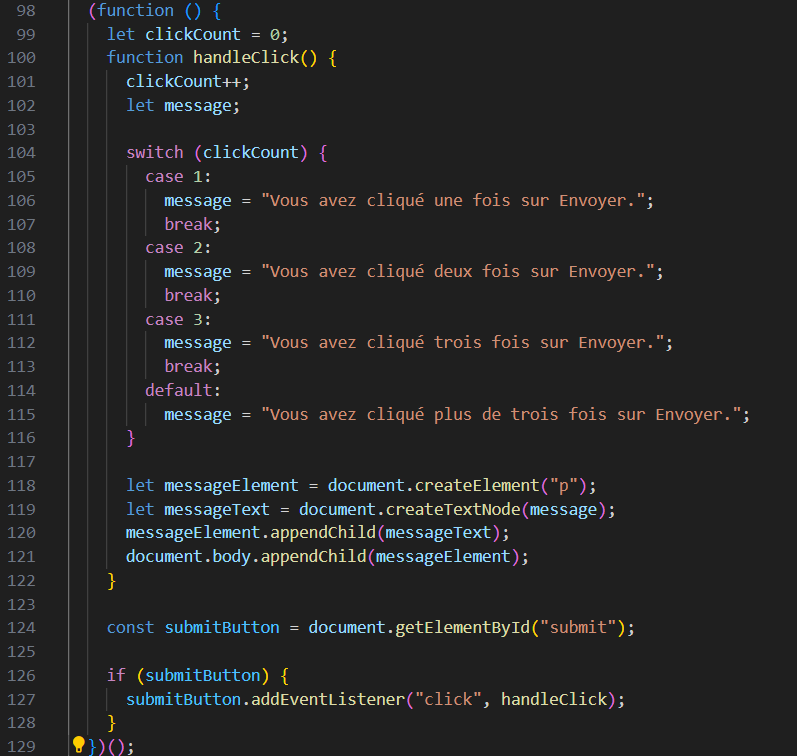 98 (function () {
99 let clickCount = 0;
100 function handleClick() {
101 clickCount++;
102 let message;
103
104 switch (clickCount) {
105 case 1:
106 message = "Vous avez cliqué une fois sur Envoyer.";
107 break;
108 case 2:
109 message = "Vous avez cliqué deux fois sur Envoyer.";
110 break;
111 case 3:
112 message = "Vous avez cliqué trois fois sur Envoyer.";
113 break;
114 default:
115 message = "Vous avez cliqué plus de trois fois sur Envoyer.";
116 }
117
118 let messageElement = document.createElement("p");
119 let messageText = document.createTextNode(message);
120 messageElement.appendChild(messageText);
121 document.body.appendChild(messageElement);
122 }
123
124 const submitButton = document.getElementById("submit");
125
126 if (submitButton) {
127 submitButton.addEventListener("click", handleClick);
128 }
129 })();